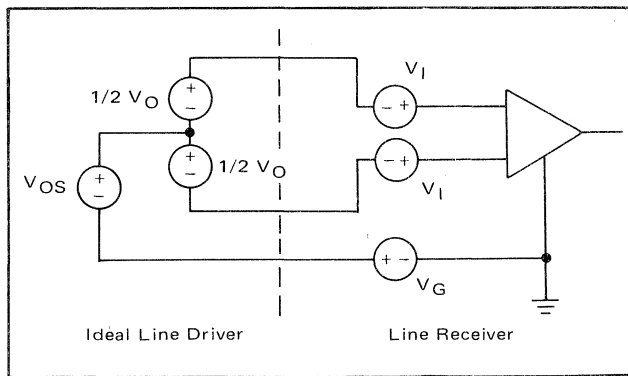 V_I
1/2 V_O
+
−
− +
+
−
1/2 V_O
− +
V_I
V_OS
+
−
+ −
V_G
Ideal Line Driver
Line Receiver